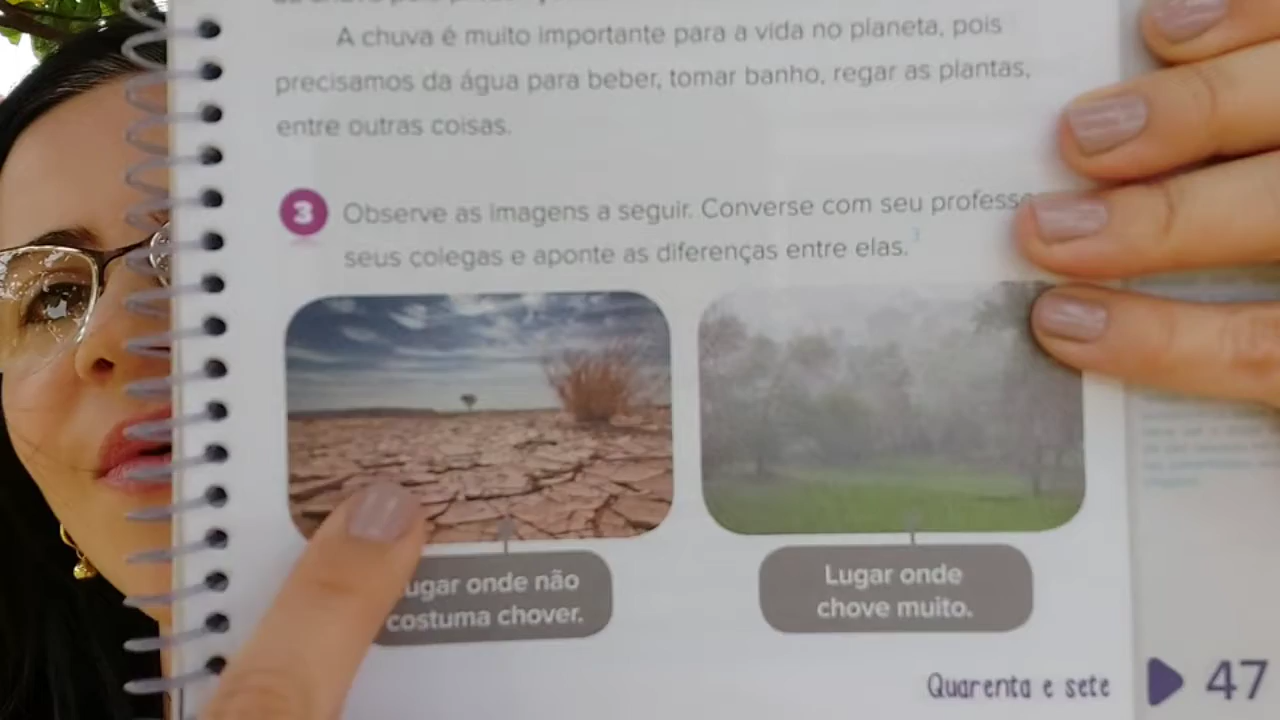 A chuva é muito importante para a vida no planeta, pois
precisamos da água para beber, tomar banho, regar as plantas,
entre outras coisas.
3 Observe as imagens a seguir. Converse com seu
seus colegas e aponte as diferenças entre elas.
ugar onde não
costuma chover.
Lugar onde
chove muito.
Quarenta e sete 47